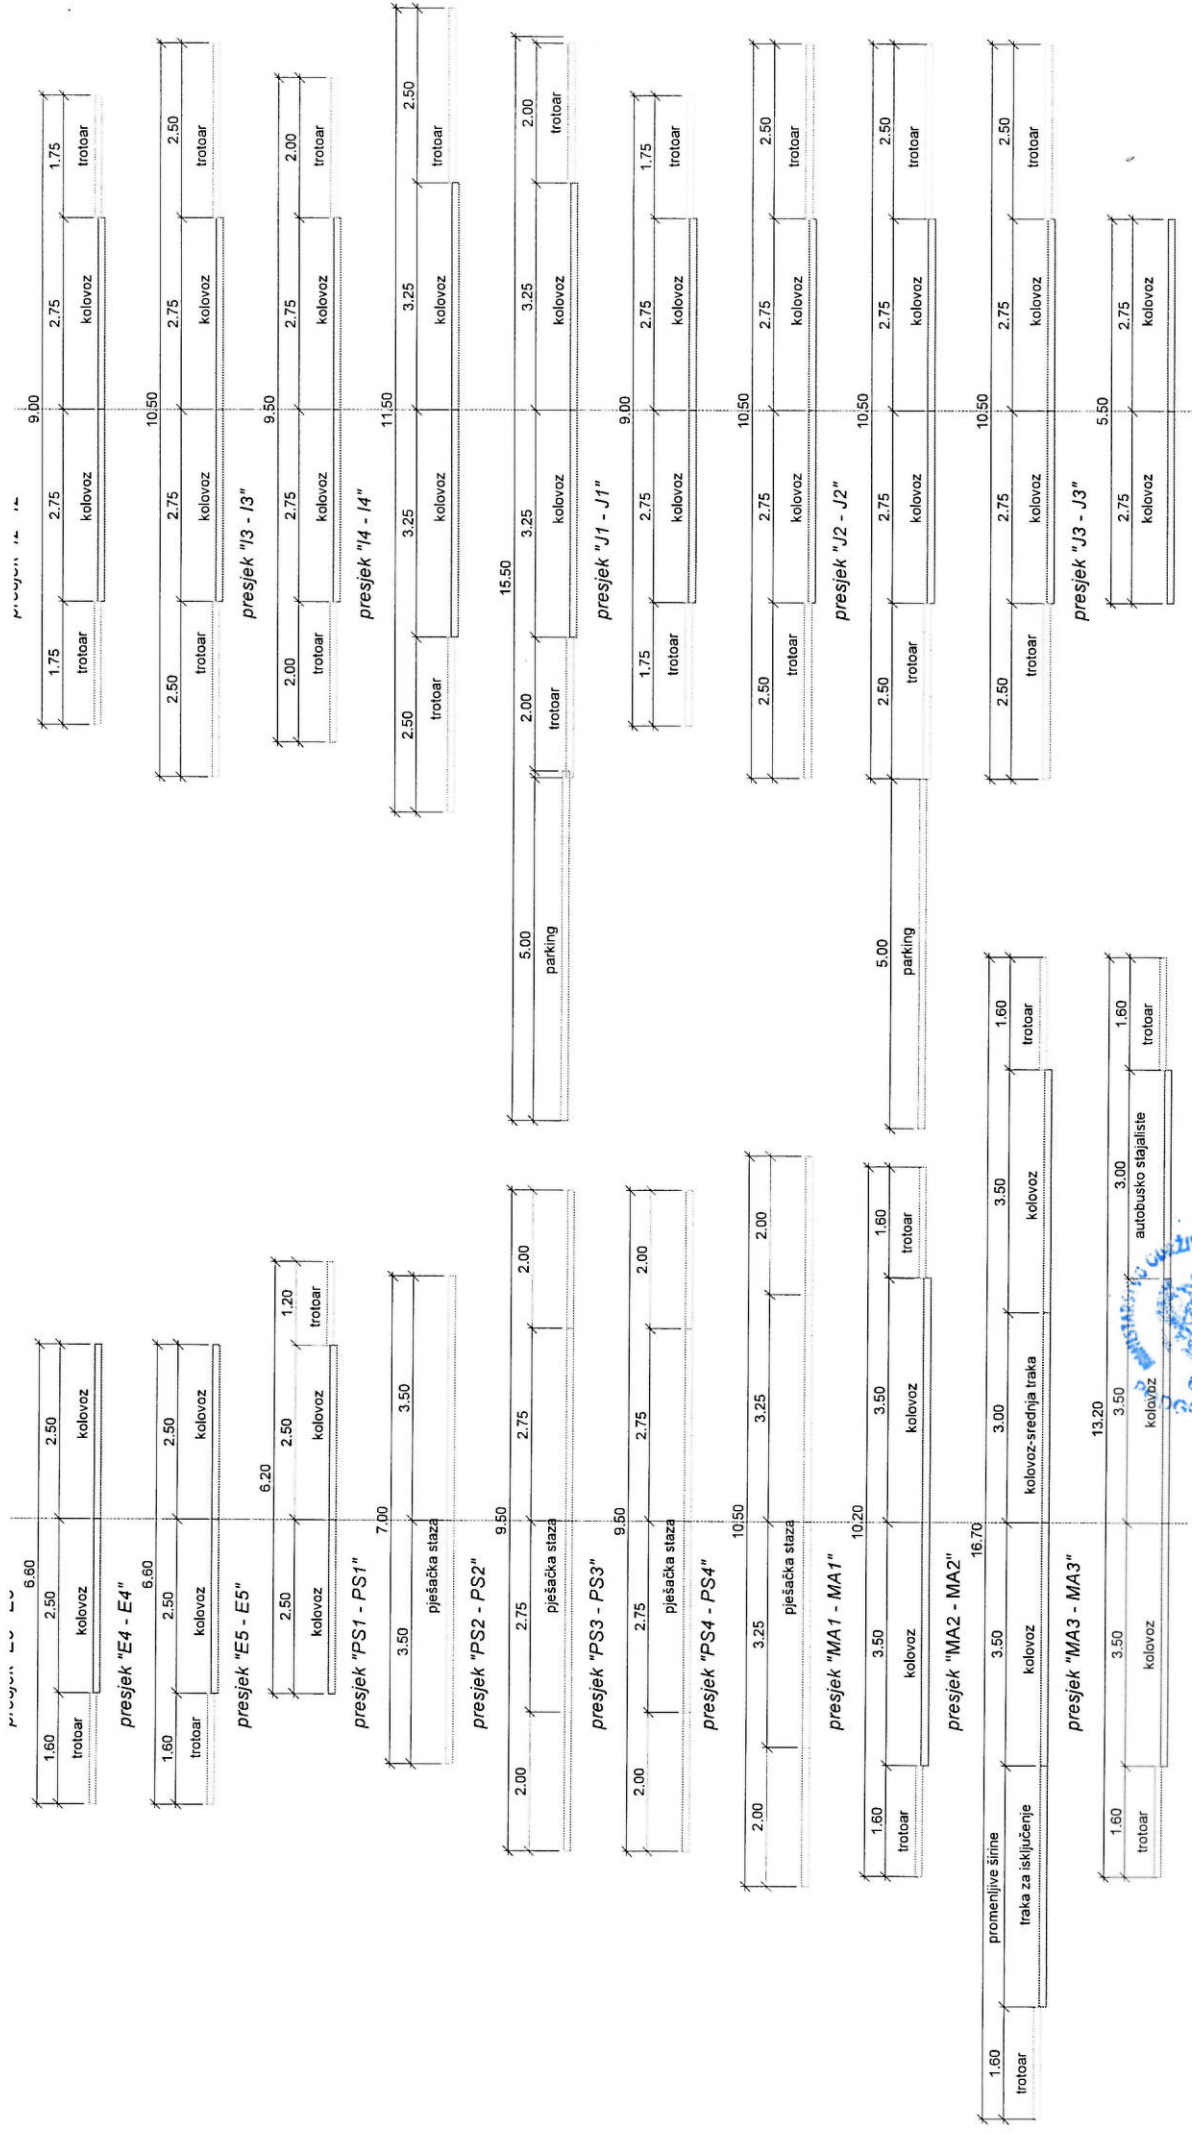 6.60
1.60
2.50
2.50
trotoar
kolovoz
kolovoz
presjek "E4 - E4"
6.60
1.60
2.50
2.50
trotoar
kolovoz
kolovoz
presjek "E5 - E5"
6.20
2.50
2.50
1.20
kolovoz
kolovoz
trotoar
presjek "PS1 - PS1"
7.00
3.50
3.50
pješačka staza
presjek "PS2 - PS2"
9.50
2.00
2.75
2.75
2.00
pješačka staza
presjek "PS3 - PS3"
9.50
2.00
2.75
2.75
2.00
pješačka staza
presjek "PS4 - PS4"
10.50
2.00
3.25
3.25
2.00
pješačka staza
presjek "MA1 - MA1"
10.20
1.60
3.50
3.50
1.60
trotoar
kolovoz
kolovoz
trotoar
presjek "MA2 - MA2"
16.70
1.60
promenljive širine
3.50
3.00
3.50
1.60
trotoar
traka za isključenje
kolovoz
kolovoz-srednja traka
kolovoz
trotoar
presjek "MA3 - MA3"
13.20
1.60
3.50
3.50
3.00
1.60
trotoar
kolovoz
kolovoz
autobusko stajaliste
trotoar
9.00
1.75
2.75
2.75
1.75
trotoar
kolovoz
kolovoz
trotoar
10.50
2.50
2.75
2.75
2.50
trotoar
kolovoz
kolovoz
trotoar
presjek "I3 - I3"
9.50
2.00
2.75
2.75
2.00
trotoar
kolovoz
kolovoz
trotoar
presjek "I4 - I4"
11.50
2.50
3.25
3.25
2.50
trotoar
kolovoz
kolovoz
trotoar
15.50
5.00
2.00
3.25
3.25
2.00
parking
trotoar
kolovoz
kolovoz
trotoar
presjek "J1 - J1"
9.00
1.75
2.75
2.75
1.75
trotoar
kolovoz
kolovoz
trotoar
10.50
2.50
2.75
2.75
2.50
trotoar
kolovoz
kolovoz
trotoar
presjek "J2 - J2"
10.50
5.00
2.50
2.75
2.75
2.50
parking
trotoar
kolovoz
kolovoz
trotoar
10.50
2.50
2.75
2.75
2.50
trotoar
kolovoz
kolovoz
trotoar
presjek "J3 - J3"
5.50
2.75
2.75
kolovoz
kolovoz